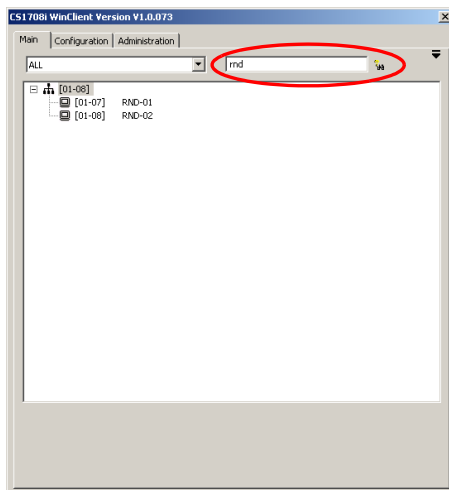 CS1708i WinClient Version V1.0.073
Main Configuration Administration
ALL rnd
[01-08]
[01-07] RND-01
[01-08] RND-02